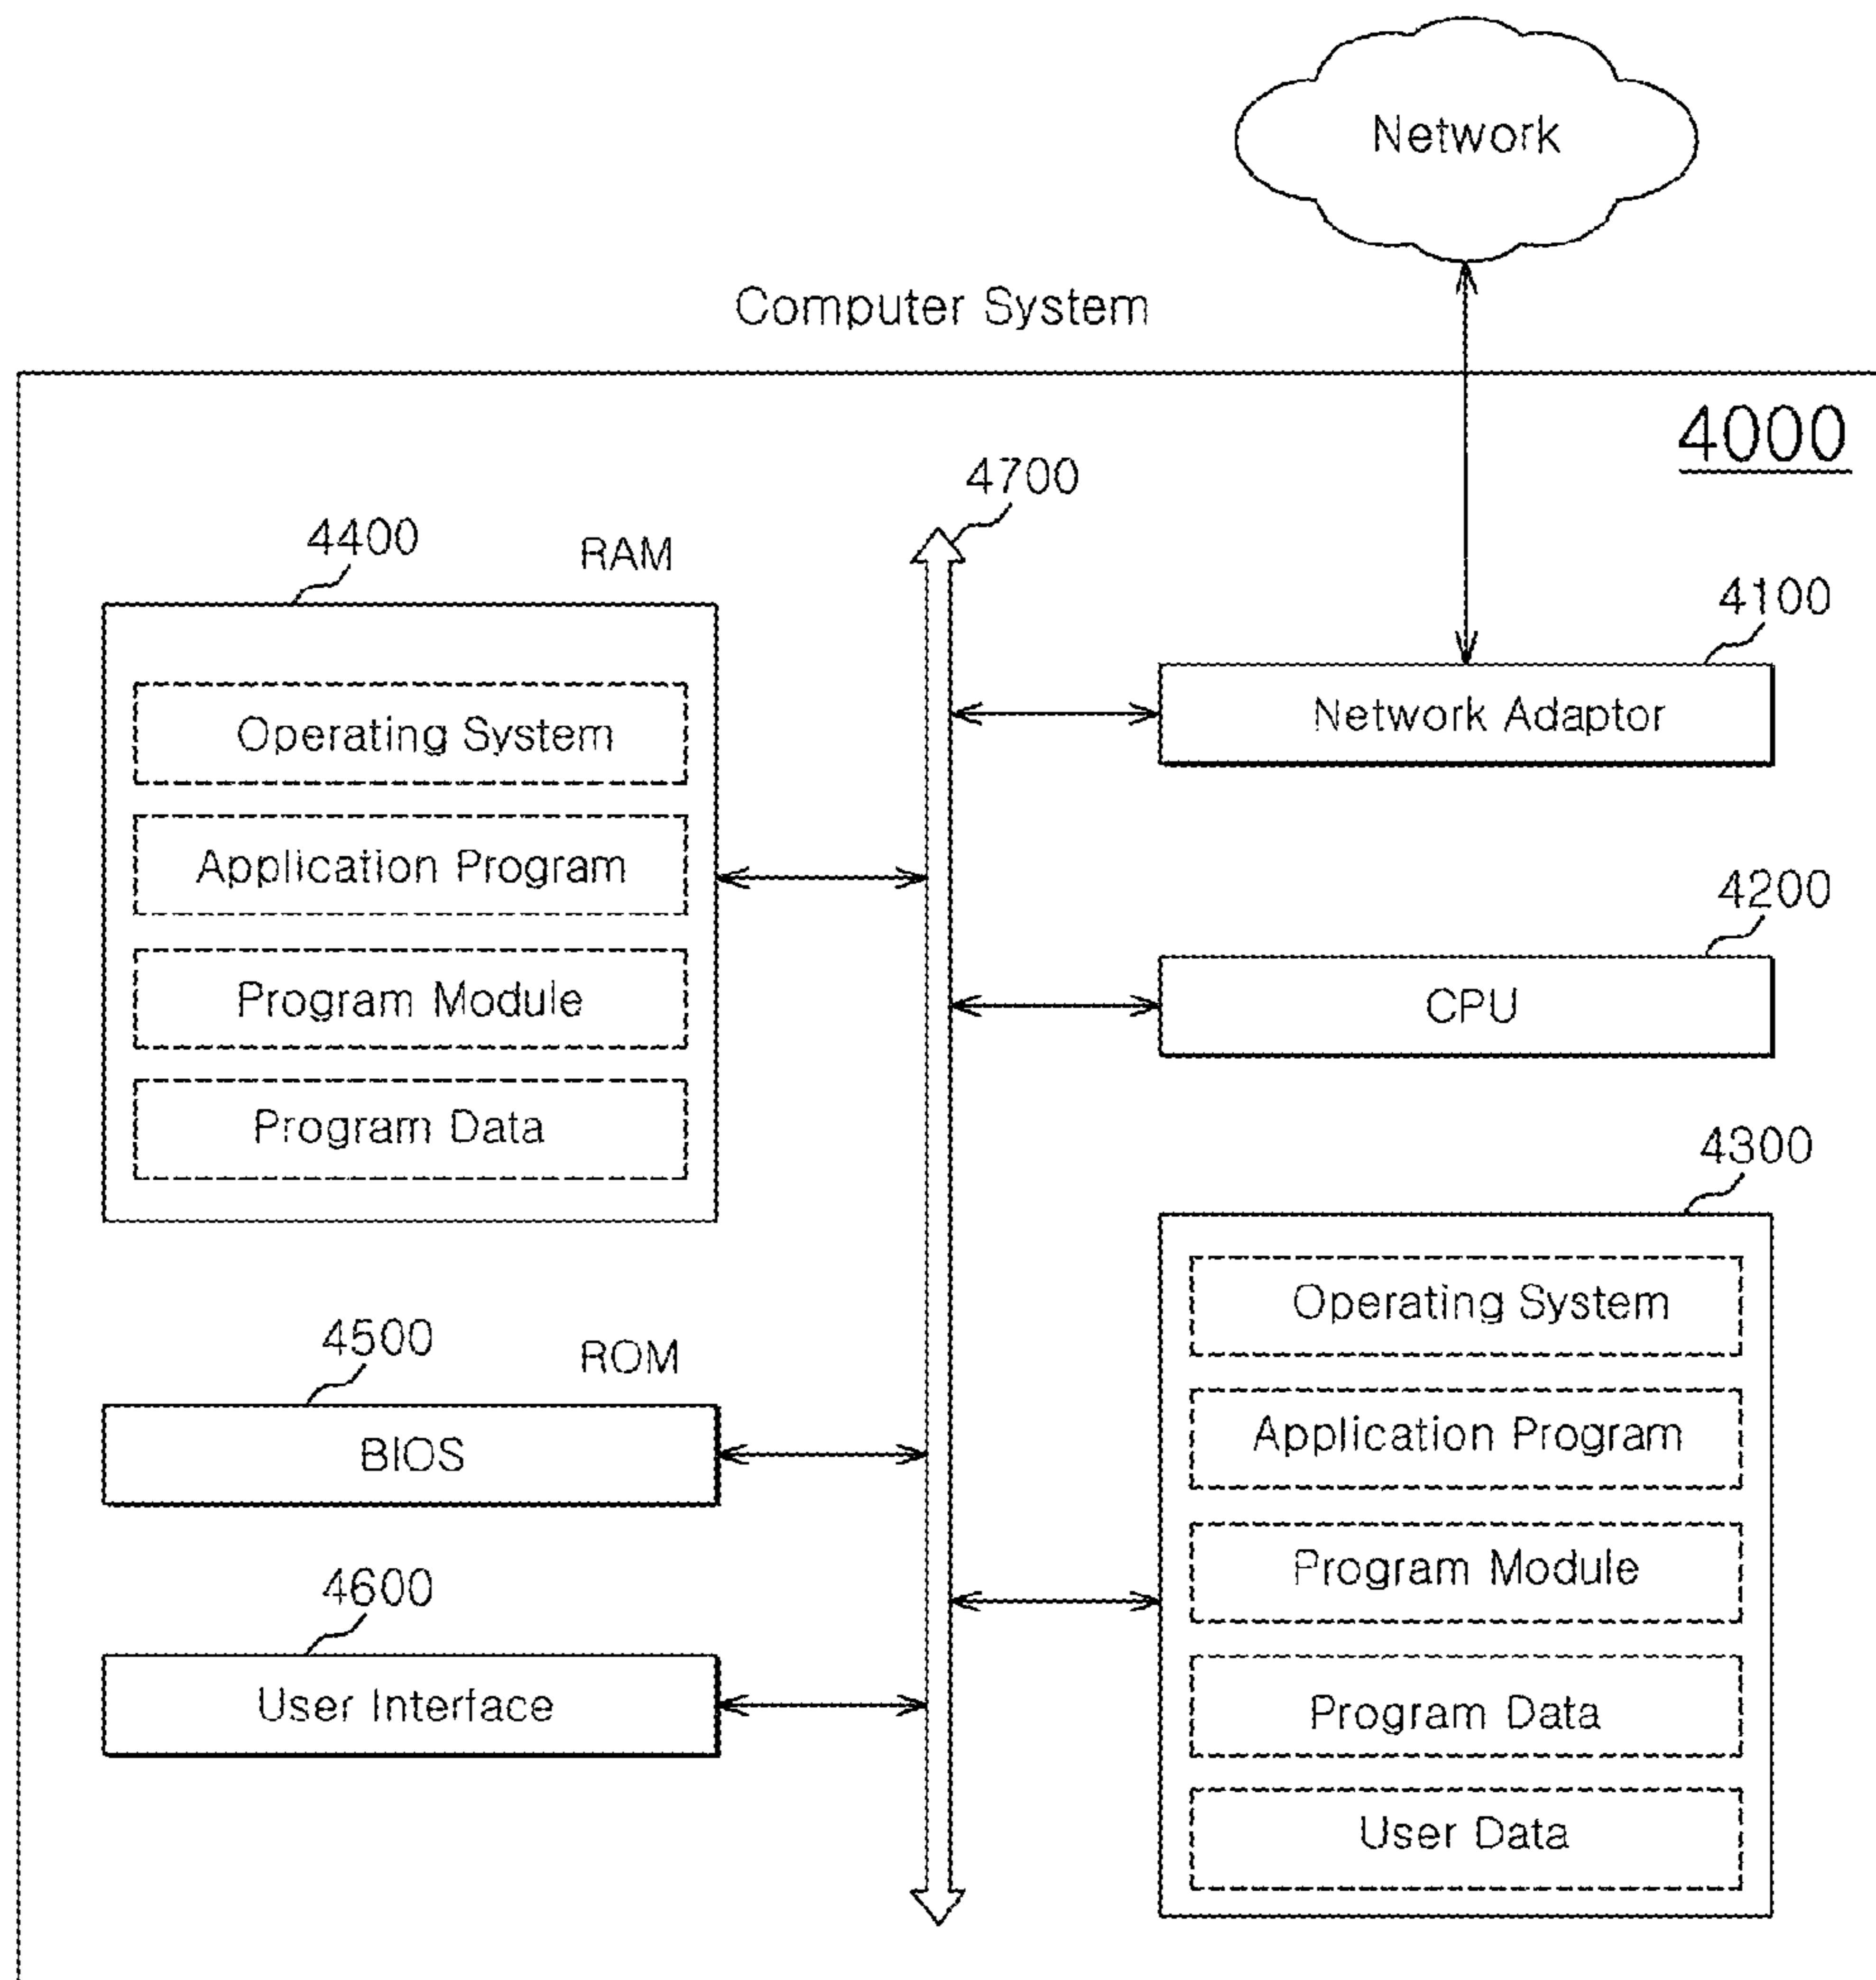 Network
Computer System
4000
4700
4400
RAM
Operating System
Application Program
Program Module
Program Data
4100
Network Adaptor
4200
CPU
4300
Operating System
Application Program
Program Module
Program Data
User Data
4500
ROM
BIOS
4600
User Interface